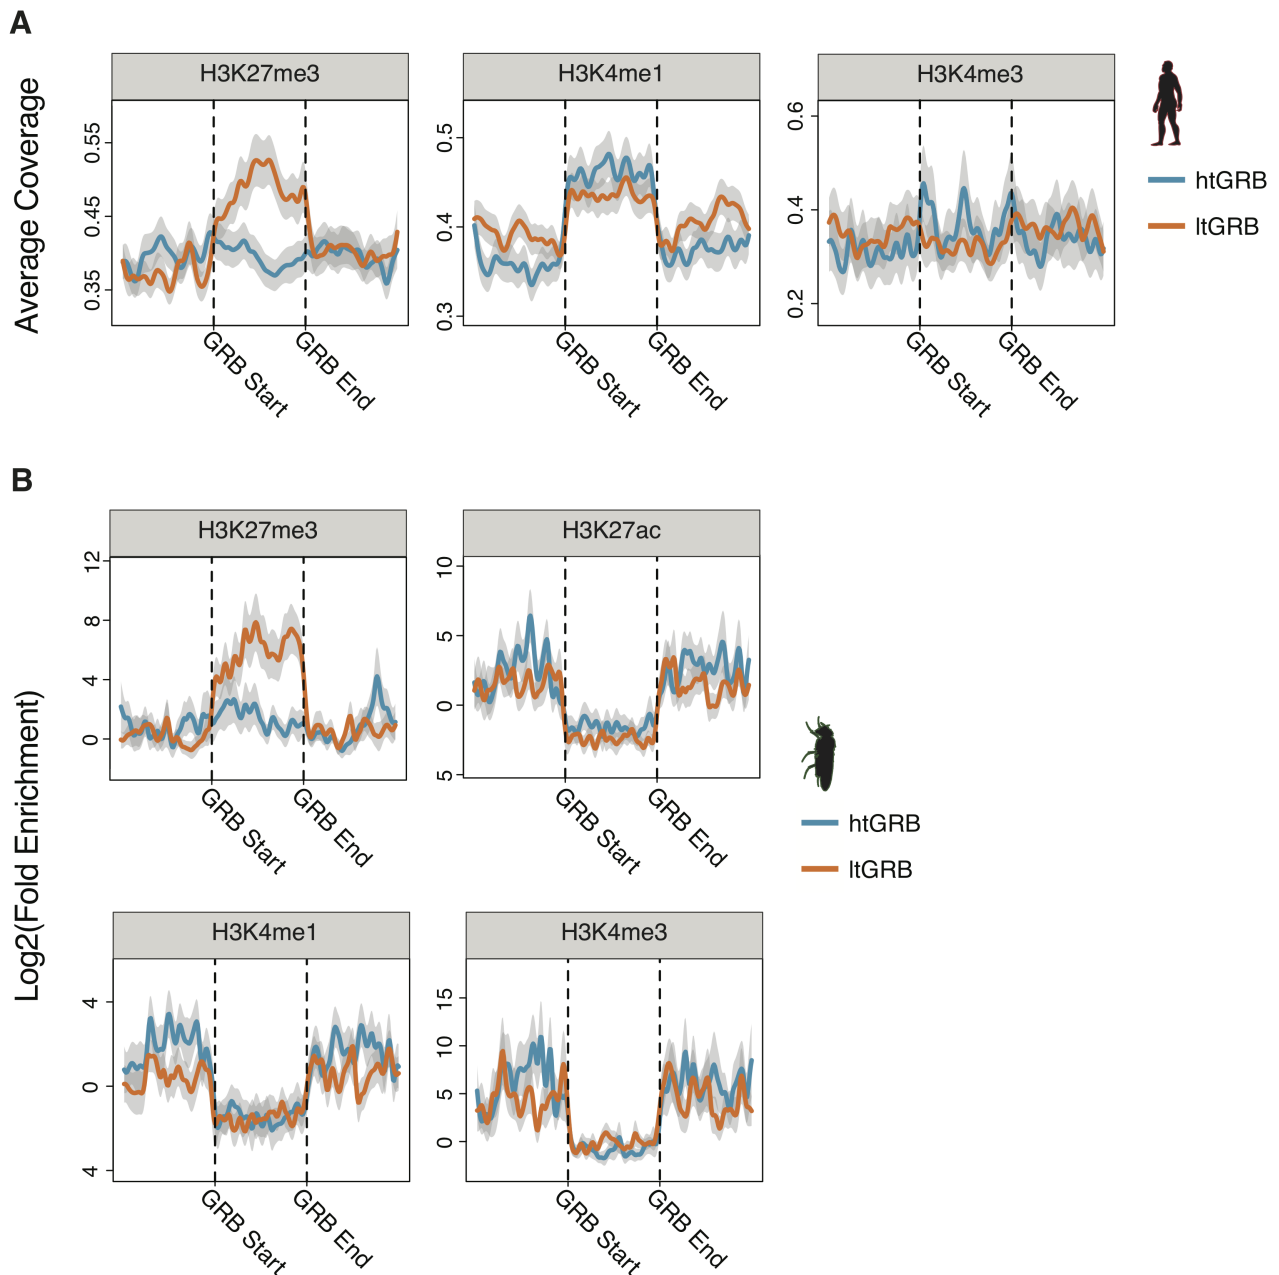 A
H3K27me3
H3K4me1
H3K4me3
Average Coverage
0.55
0.45
0.35
0.5
0.4
0.3
0.6
0.4
0.2
GRB Start
GRB End
GRB Start
GRB End
GRB Start
GRB End
htGRB
ltGRB
B
H3K27me3
H3K27ac
Log2(Fold Enrichment)
12
8
4
0
10
5
0
5
GRB Start
GRB End
GRB Start
GRB End
htGRB
ltGRB
H3K4me1
H3K4me3
4
0
4
15
10
5
0
GRB Start
GRB End
GRB Start
GRB End